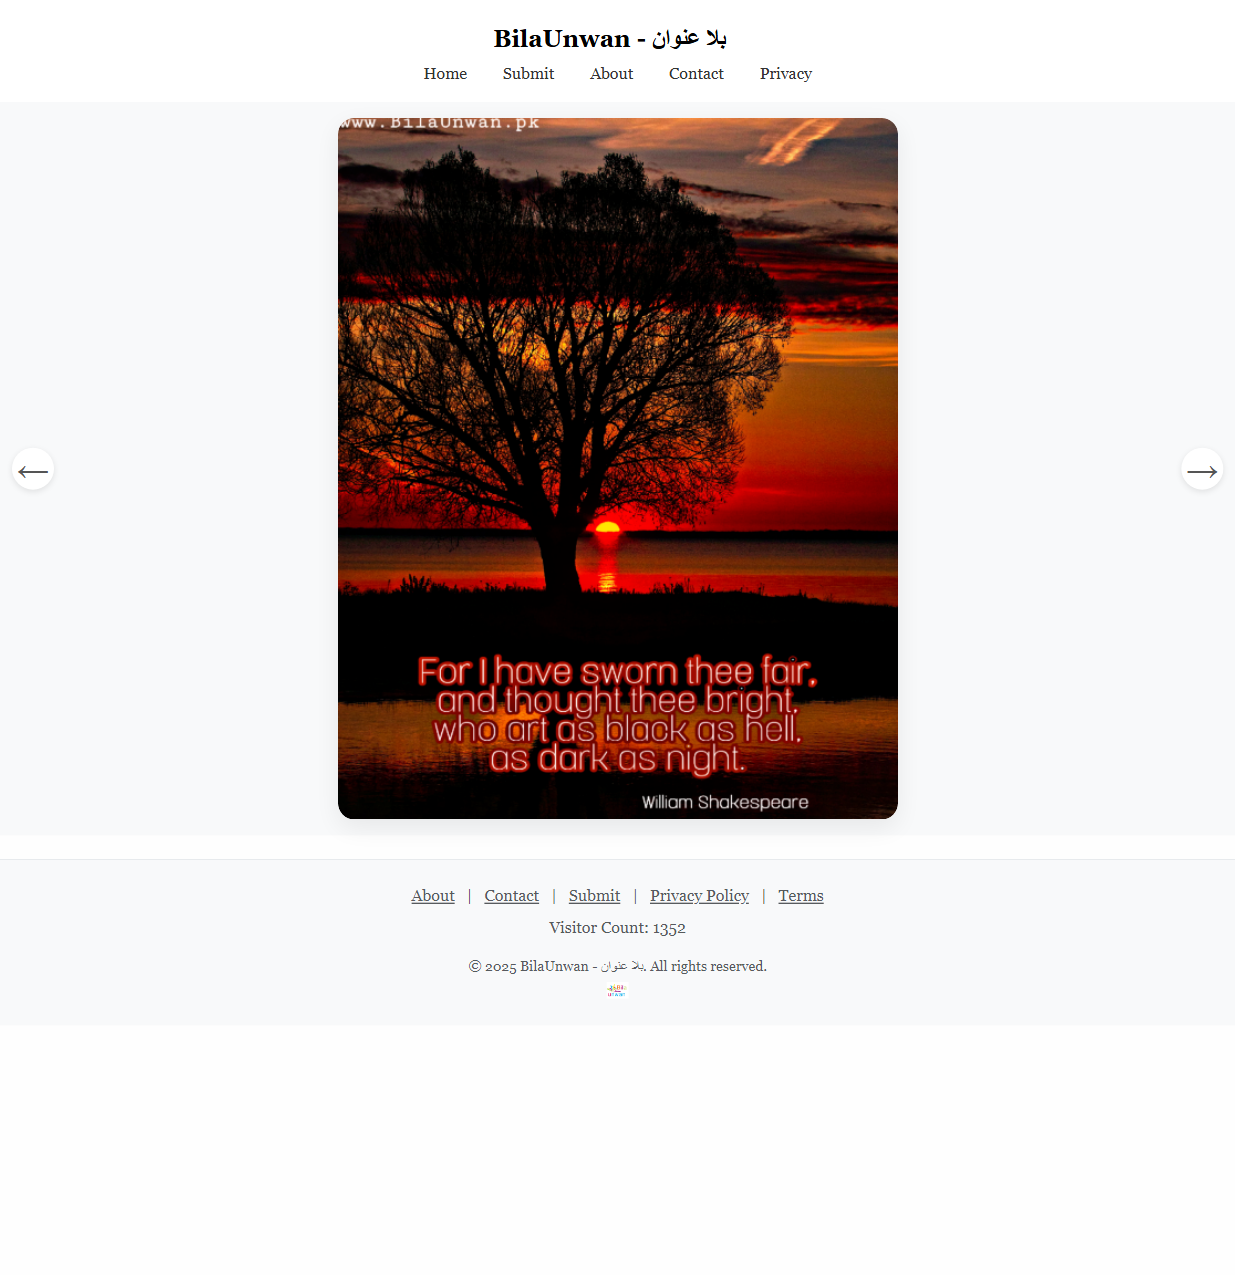 BilaUnwan - بلا عنوان
Home Submit About Contact Privacy
www.BilaUnwan.pk
For I have sworn thee fair,
and thought thee bright,
who art as black as hell,
as dark as night.
William Shakespeare
←
→
About | Contact | Submit | Privacy Policy | Terms
Visitor Count: 1352
© 2025 BilaUnwan - بلا عنوان. All rights reserved.